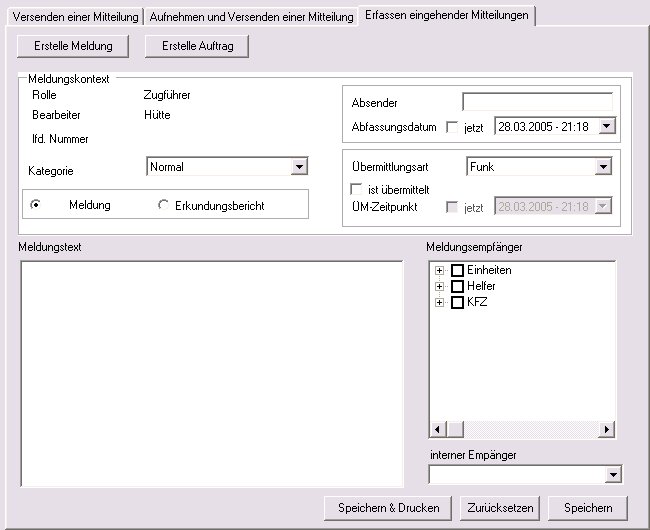 Versenden einer Mitteilung Aufnehmen und Versenden einer Mitteilung Erfassen eingehender Mitteilungen
Erstelle Meldung Erstelle Auftrag
Meldungskontext
Rolle Zugführer
Bearbeiter Hütte
lfd. Nummer
Kategorie Normal
Meldung Erkundungsbericht
Absender
Abfassungsdatum jetzt 28.03.2005 - 21:18
Übermittlungsart Funk
ist übermittelt
ÜM-Zeitpunkt jetzt 28.03.2005 - 21:18
Meldungstext
Meldungsempfänger
Einheiten
Helfer
KFZ
interner Empänger
Speichern & Drucken Zurücksetzen Speichern